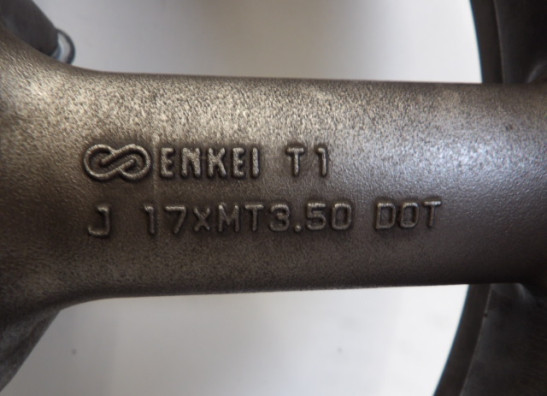 ENKEI T1
J 17XMT3.50 DOT